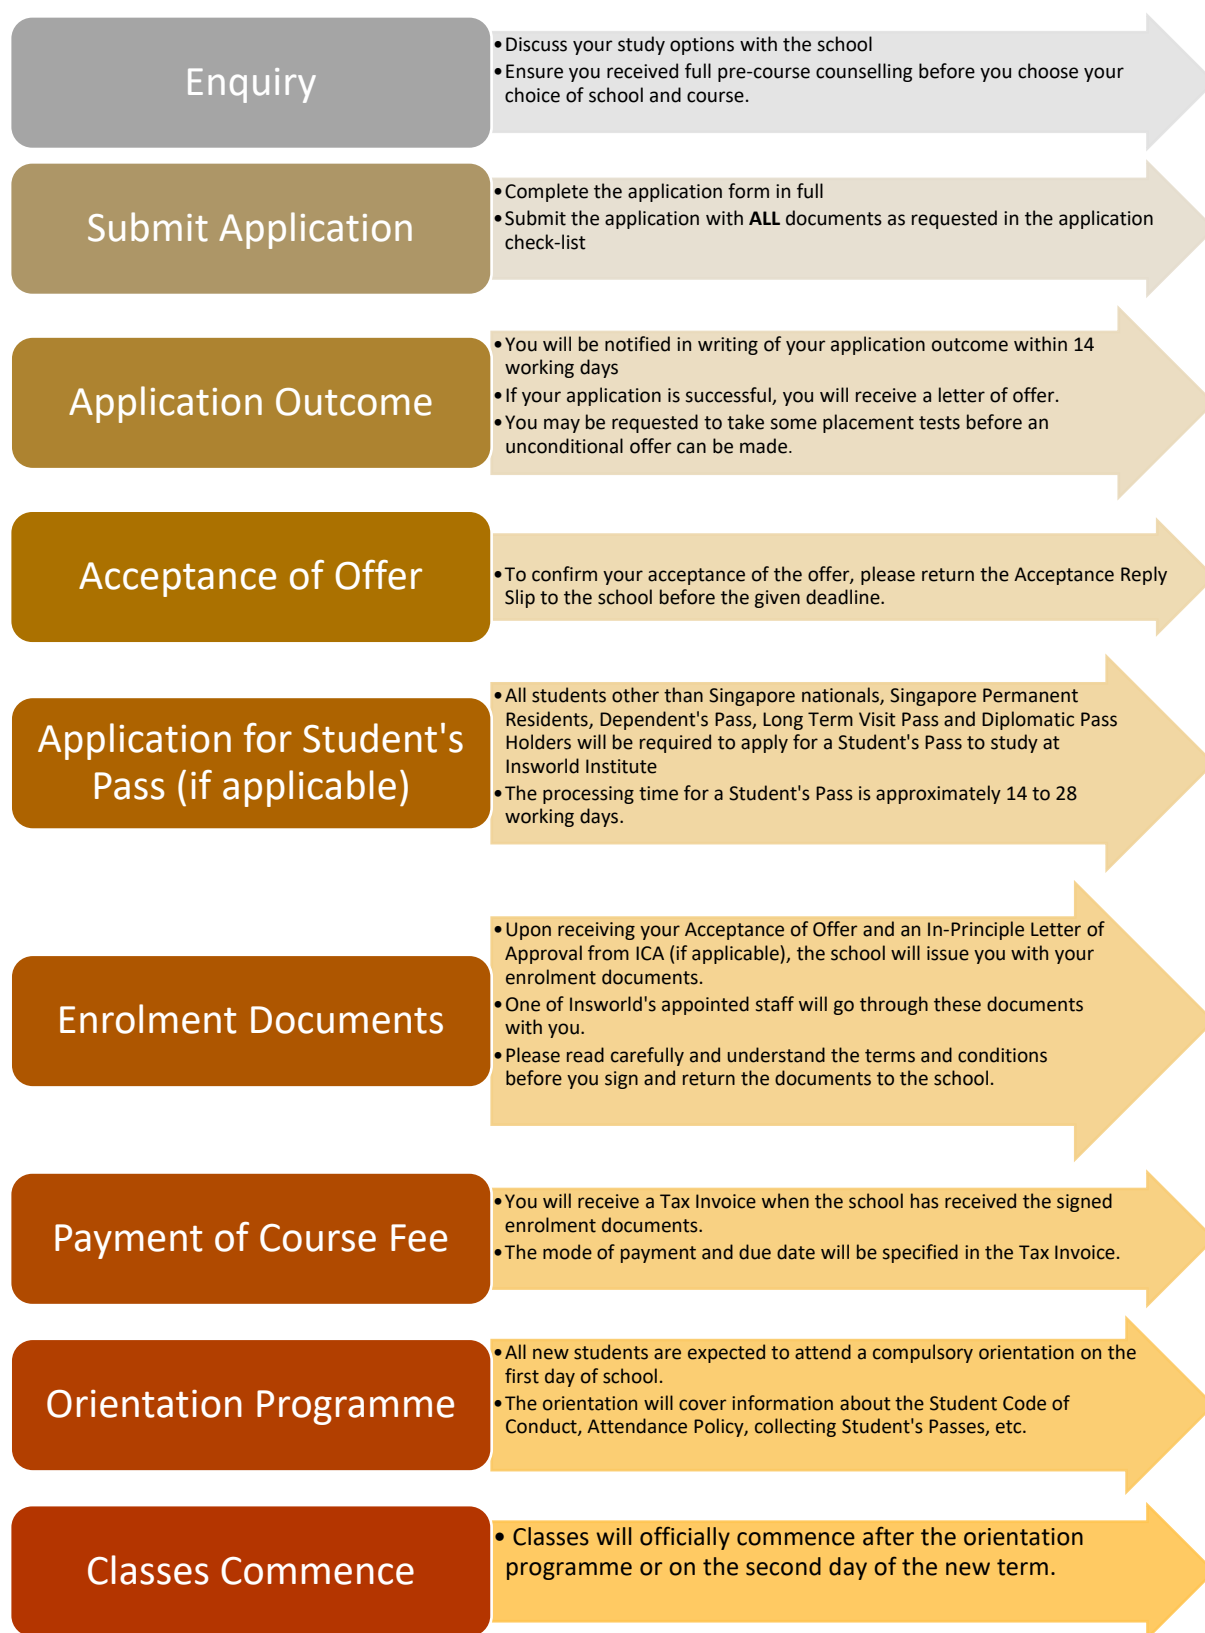 Enquiry
•Discuss your study options with the school
•Ensure you received full pre-course counselling before you choose your
choice of school and course.
Submit Application
•Complete the application form in full
•Submit the application with ALL documents as requested in the application
check-list
Application Outcome
•You will be notified in writing of your application outcome within 14
working days
•If your application is successful, you will receive a letter of offer.
•You may be requested to take some placement tests before an
unconditional offer can be made.
Acceptance of Offer
•To confirm your acceptance of the offer, please return the Acceptance Reply
Slip to the school before the given deadline.
Application for Student's
Pass (if applicable)
•All students other than Singapore nationals, Singapore Permanent
Residents, Dependent's Pass, Long Term Visit Pass and Diplomatic Pass
Holders will be required to apply for a Student's Pass to study at
Insworld Institute
•The processing time for a Student's Pass is approximately 14 to 28
working days.
Enrolment Documents
•Upon receiving your Acceptance of Offer and an In-Principle Letter of
Approval from ICA (if applicable), the school will issue you with your
enrolment documents.
•One of Insworld's appointed staff will go through these documents
with you.
•Please read carefully and understand the terms and conditions
before you sign and return the documents to the school.
Payment of Course Fee
•You will receive a Tax Invoice when the school has received the signed
enrolment documents.
•The mode of payment and due date will be specified in the Tax Invoice.
Orientation Programme
•All new students are expected to attend a compulsory orientation on the
first day of school.
•The orientation will cover information about the Student Code of
Conduct, Attendance Policy, collecting Student's Passes, etc.
Classes Commence
• Classes will officially commence after the orientation
programme or on the second day of the new term.